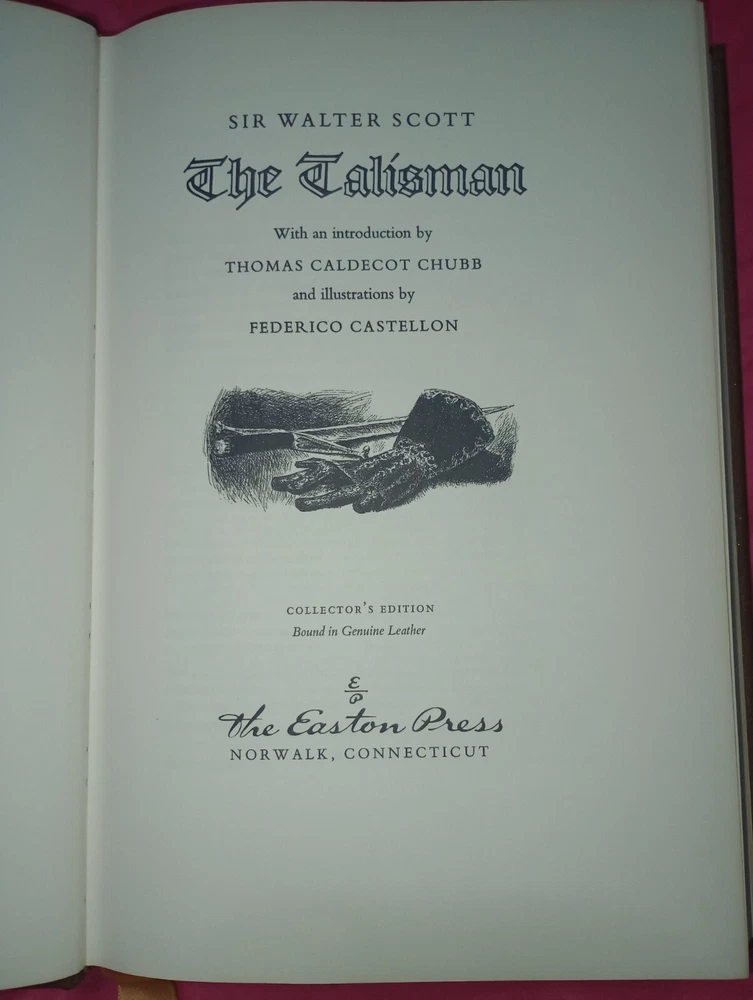 SIR WALTER SCOTT
The Talisman
With an introduction by
THOMAS CALDECOT CHUBB
and illustrations by
FEDERICO CASTELLON
COLLECTOR'S EDITION
Bound in Genuine Leather
E
P
The Easton Press
NORWALK, CONNECTICUT